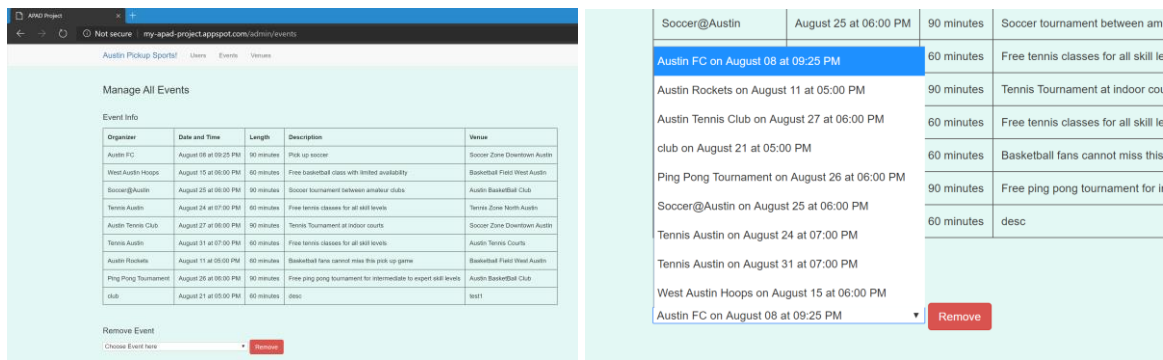 APAD Project
Not secure my-apad-project.appspot.com/admin/events
Austin Pickup Sports! Users Events Venues
Manage All Events
Event Info
Organizer Date and Time Length Description Venue
Austin FC August 08 at 09:25 PM 90 minutes Pick up soccer Soccer Zone Downtown Austin
West Austin Hoops August 15 at 06:00 PM 60 minutes Free basketball class with limited availability Basketball Field West Austin
Soccer@Austin August 25 at 06:00 PM 90 minutes Soccer tournament between amateur clubs Austin BasketBall Club
Tennis Austin August 24 at 07:00 PM 60 minutes Free tennis classes for all skill levels Tennis Zone North Austin
Austin Tennis Club August 27 at 06:00 PM 90 minutes Tennis Tournament at indoor courts Soccer Zone Downtown Austin
Tennis Austin August 31 at 07:00 PM 60 minutes Free tennis classes for all skill levels Austin Tennis Courts
Austin Rockets August 11 at 05:00 PM 60 minutes Basketball fans cannot miss this pick up game Basketball Field West Austin
Ping Pong Tournament August 26 at 06:00 PM 90 minutes Free ping pong tournament for intermediate to expert skill levels Austin BasketBall Club
club August 21 at 05:00 PM 60 minutes desc test1
Remove Event
Choose Event here Remove
Soccer@Austin August 25 at 06:00 PM 90 minutes Soccer tournament between am
Austin FC on August 08 at 09:25 PM 60 minutes Free tennis classes for all skill le
Austin Rockets on August 11 at 05:00 PM 90 minutes Tennis Tournament at indoor cou
Austin Tennis Club on August 27 at 06:00 PM 60 minutes Free tennis classes for all skill le
club on August 21 at 05:00 PM 60 minutes Basketball fans cannot miss this
Ping Pong Tournament on August 26 at 06:00 PM 90 minutes Free ping pong tournament for in
Soccer@Austin on August 25 at 06:00 PM 60 minutes desc
Tennis Austin on August 24 at 07:00 PM
Tennis Austin on August 31 at 07:00 PM
West Austin Hoops on August 15 at 06:00 PM
Austin FC on August 08 at 09:25 PM Remove